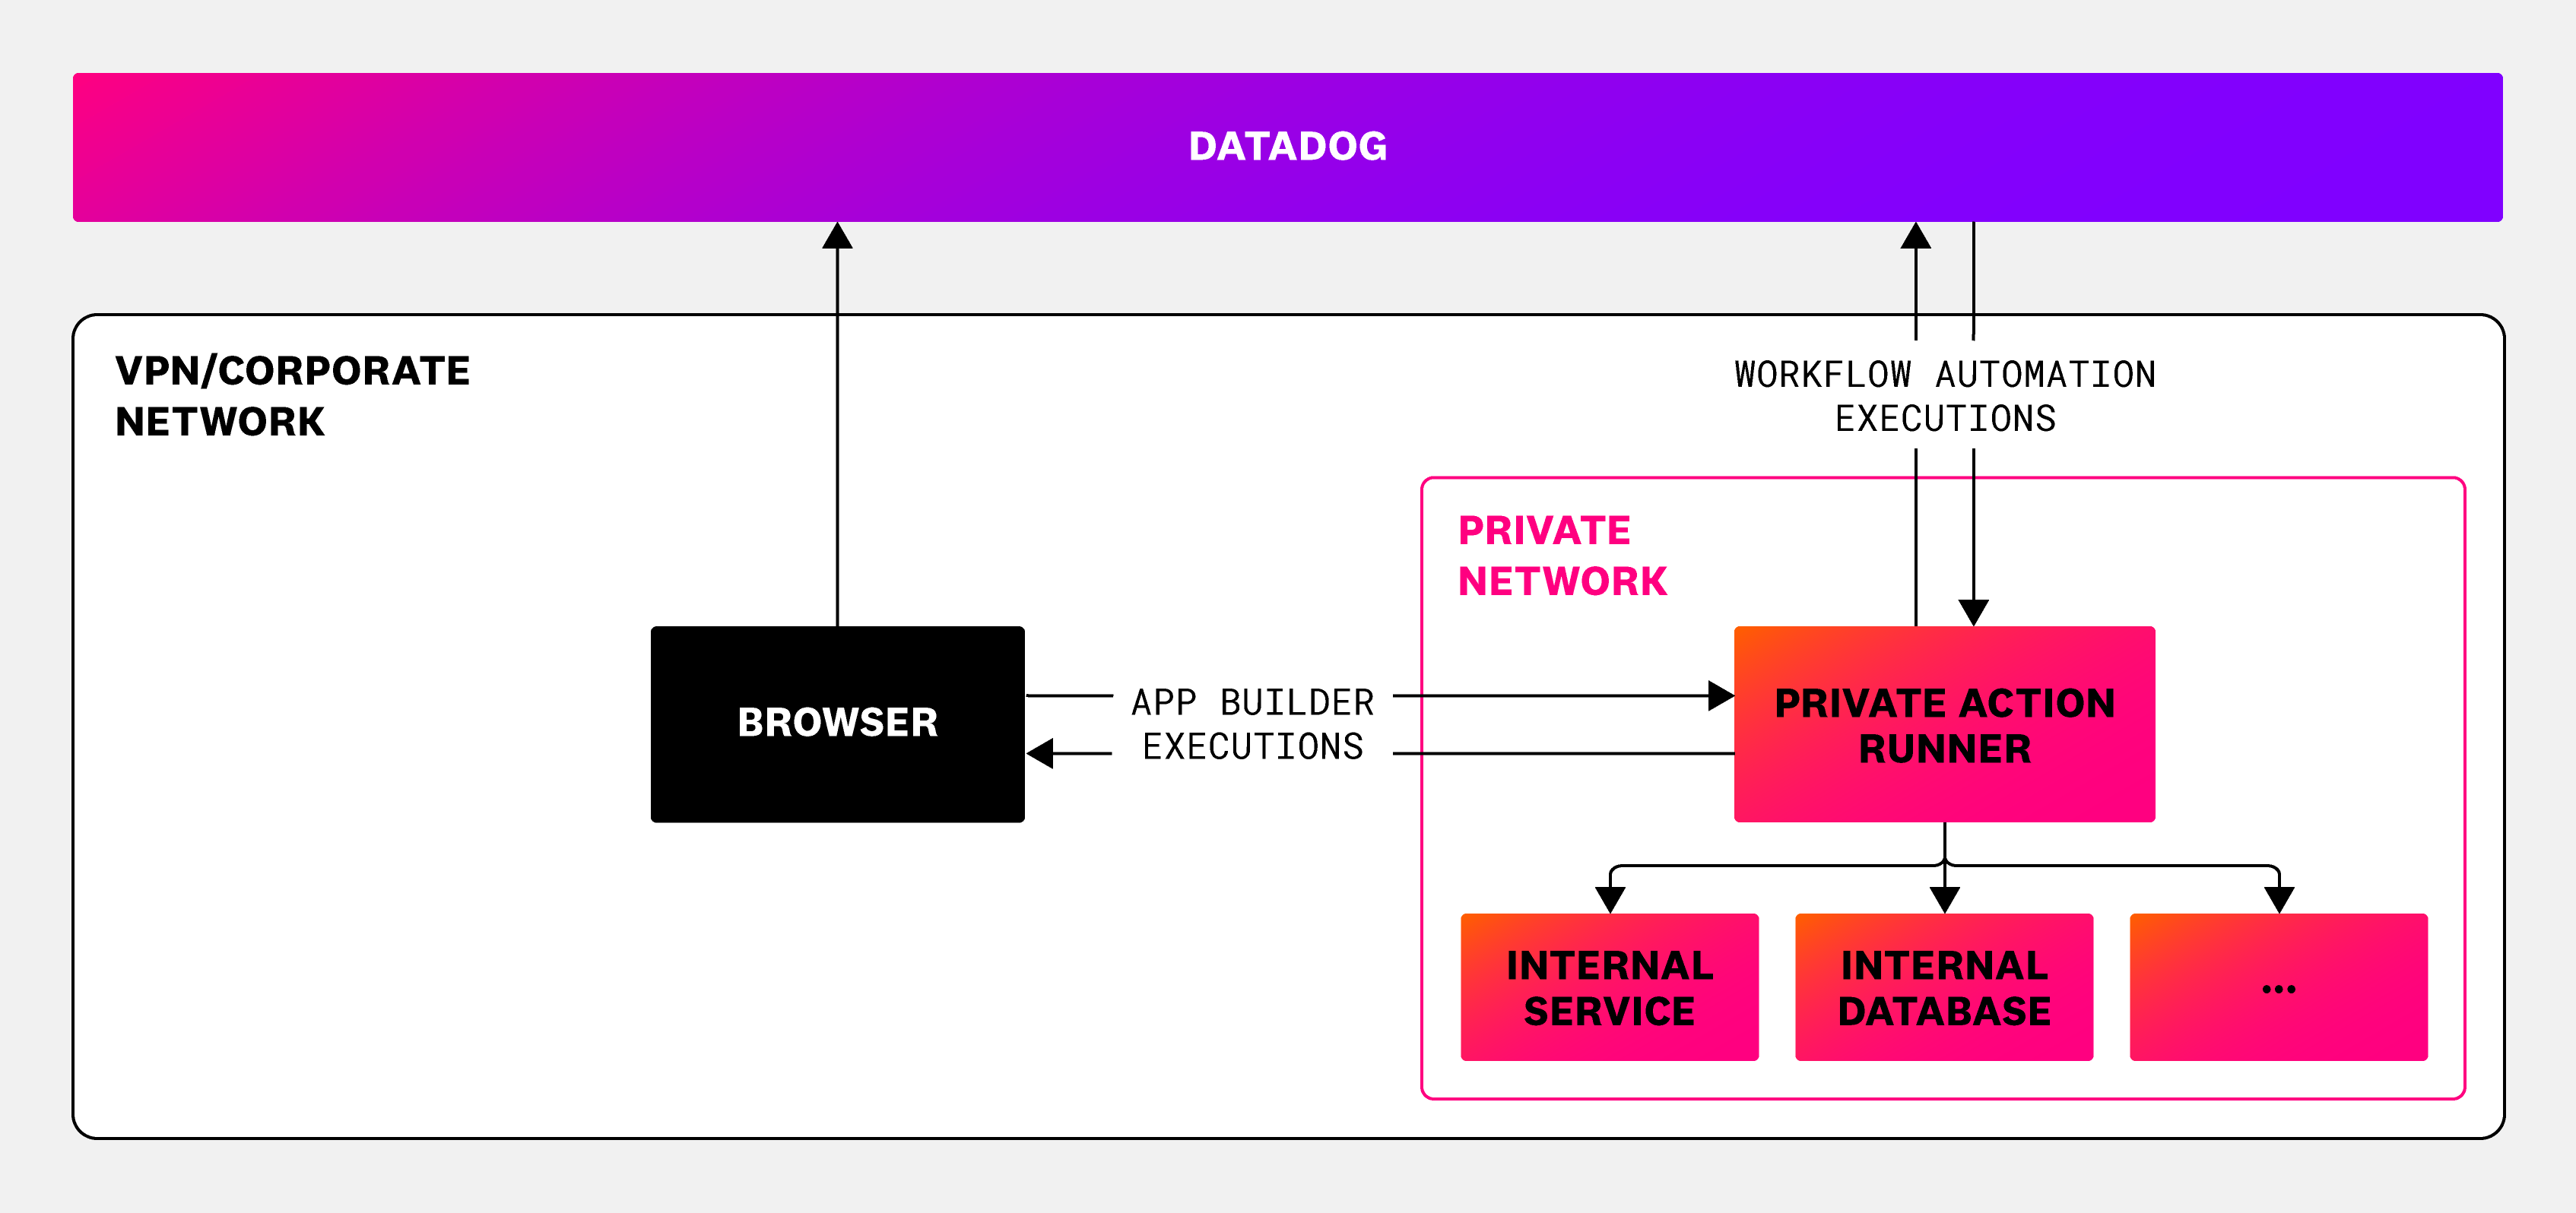 DATADOG
VPN/CORPORATE
NETWORK
WORKFLOW AUTOMATION
EXECUTIONS
PRIVATE
NETWORK
BROWSER
APP BUILDER
EXECUTIONS
PRIVATE ACTION
RUNNER
INTERNAL
SERVICE
INTERNAL
DATABASE
...